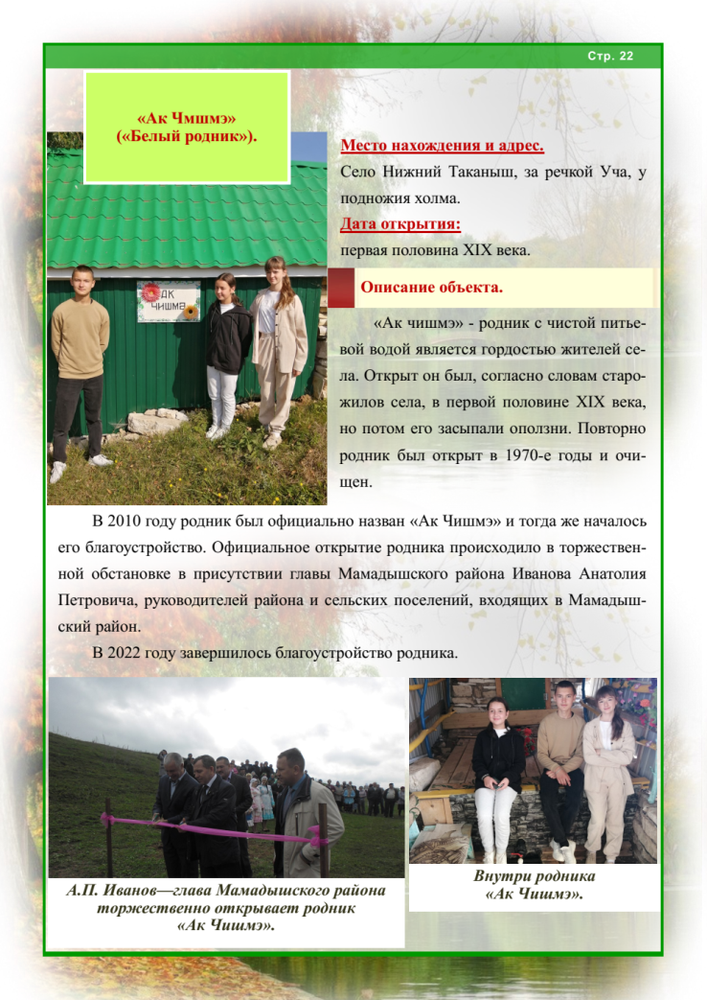 Стр. 22
«Ак Чмшмэ»
(«Белый родник»).
Место нахождения и адрес.
Село Нижний Таканыш, за речкой Уча, у
подножия холма.
Дата открытия:
первая половина XIX века.
Описание объекта.
АК
ЧИШМӘ
«Ак чишмэ» - родник с чистой питье-
вой водой является гордостью жителей се-
ла. Открыт он был, согласно словам старо-
жилов села, в первой половине XIX века,
но потом его засыпали оползни. Повторно
родник был открыт в 1970-е годы и очи-
щен.
В 2010 году родник был официально назван «Ак Чишмэ» и тогда же началось
его благоустройство. Официальное открытие родника происходило в торжествен-
ной обстановке в присутствии главы Мамадышского района Иванова Анатолия
Петровича, руководителей района и сельских поселений, входящих в Мамадыш-
ский район.
В 2022 году завершилось благоустройство родника.
А.П. Иванов—глава Мамадышского района
торжественно открывает родник
«Ак Чишмэ».
Внутри родника
«Ак Чишмэ».